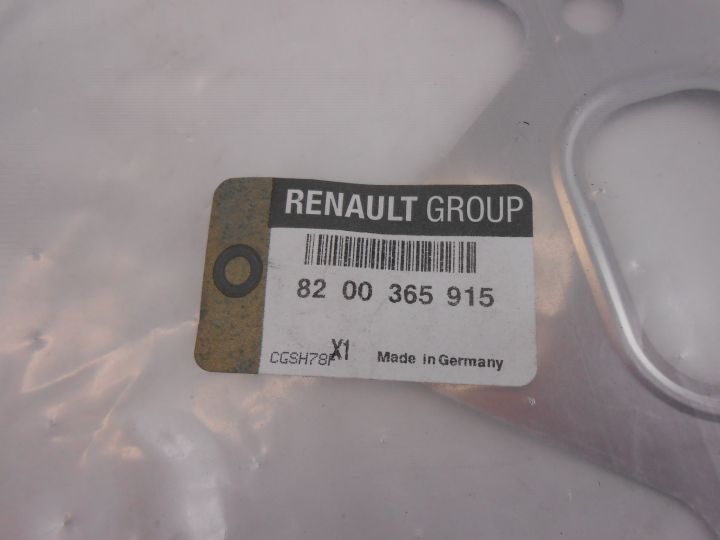 RENAULT GROUP
82 00 365 915
X1
CGSH78F Made in Germany